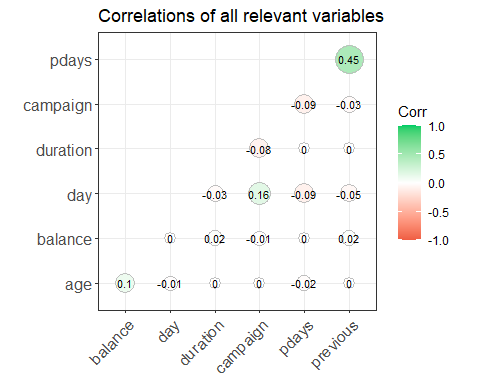 Correlations of all relevant variables
pdays 0.45
campaign -0.09 -0.03
duration -0.08 0 0
day -0.03 0.16 -0.09 -0.05
balance 0 0.02 -0.01 0 0.02
age 0.1 -0.01 0 0 -0.02 0
balance day duration campaign pdays previous
Corr
1.0
0.5
0.0
-0.5
-1.0